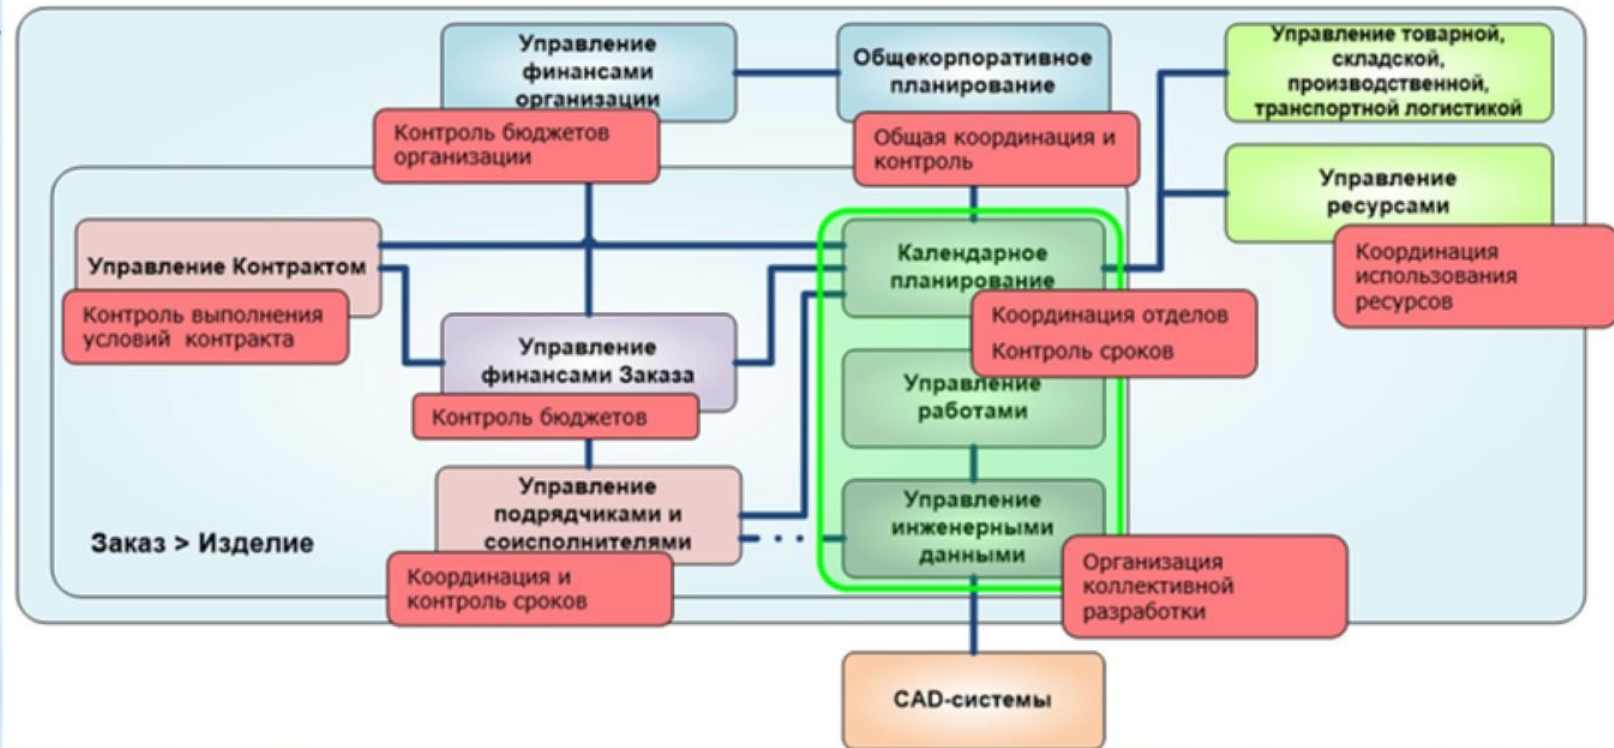 Управление
финансами
организации
Общекорпоративное
планирование
Управление товарной,
складской,
производственной,
транспортной логистикой
Контроль бюджетов
организации
Общая координация и
контроль
Управление
ресурсами
Координация
использования
ресурсов
Управление Контрактом
Контроль выполнения
условий контракта
Календарное
планирование
Координация отделов
Контроль сроков
Управление
финансами Заказа
Контроль бюджетов
Управление
работами
Управление
подрядчиками и
соисполнителями
Координация и
контроль сроков
Управление
инженерными
данными
Организация
коллективной
разработки
Заказ > Изделие
CAD-системы